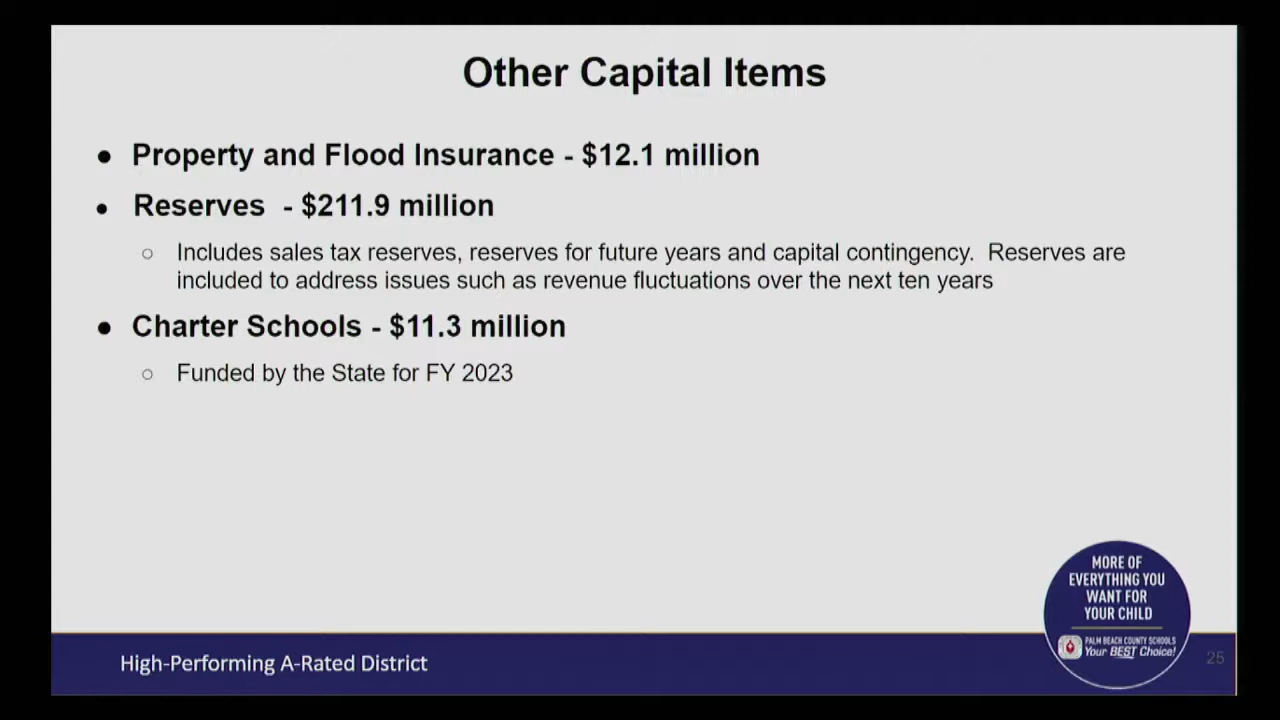 Other Capital Items
● Property and Flood Insurance - $12.1 million
● Reserves - $211.9 million
○ Includes sales tax reserves, reserves for future years and capital contingency. Reserves are
included to address issues such as revenue fluctuations over the next ten years
● Charter Schools - $11.3 million
○ Funded by the State for FY 2023
MORE OF
EVERYTHING YOU
WANT FOR
YOUR CHILD
PALM BEACH COUNTY SCHOOLS
Your BEST Choice!
High-Performing A-Rated District
25